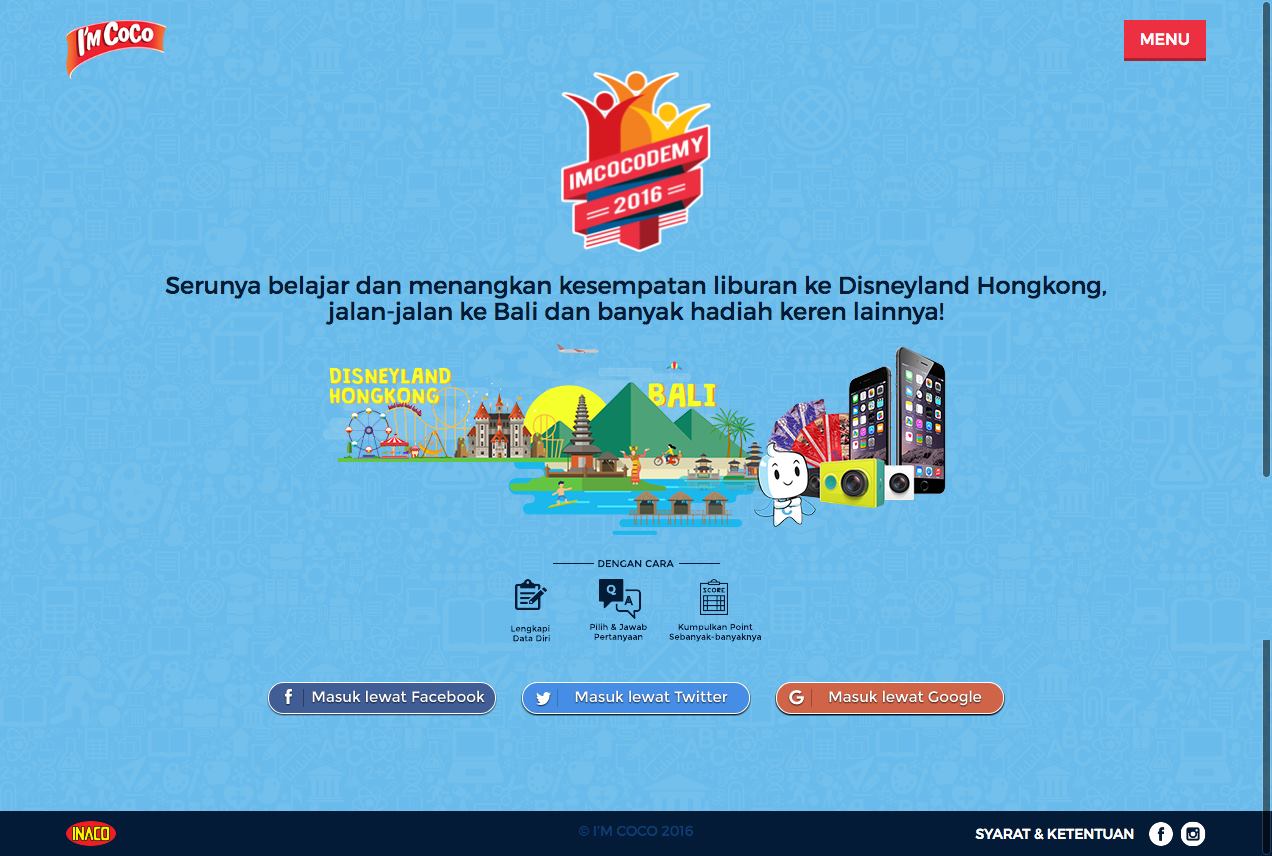 I'M COCO
MENU
IMCOCODEMY
2016
Serunya belajar dan menangkan kesempatan liburan ke Disneyland Hongkong,
jalan-jalan ke Bali dan banyak hadiah keren lainnya!
DISNEYLAND
HONGKONG
BALI
DENGAN CARA
Q
A
SCORE
Lengkapi
Data Diri
Pilih & Jawab
Pertanyaan
Kumpulkan Point
Sebanyak-banyaknya
f Masuk lewat Facebook
Masuk lewat Twitter
G Masuk lewat Google
INACO
© I'M COCO 2016
SYARAT & KETENTUAN
f